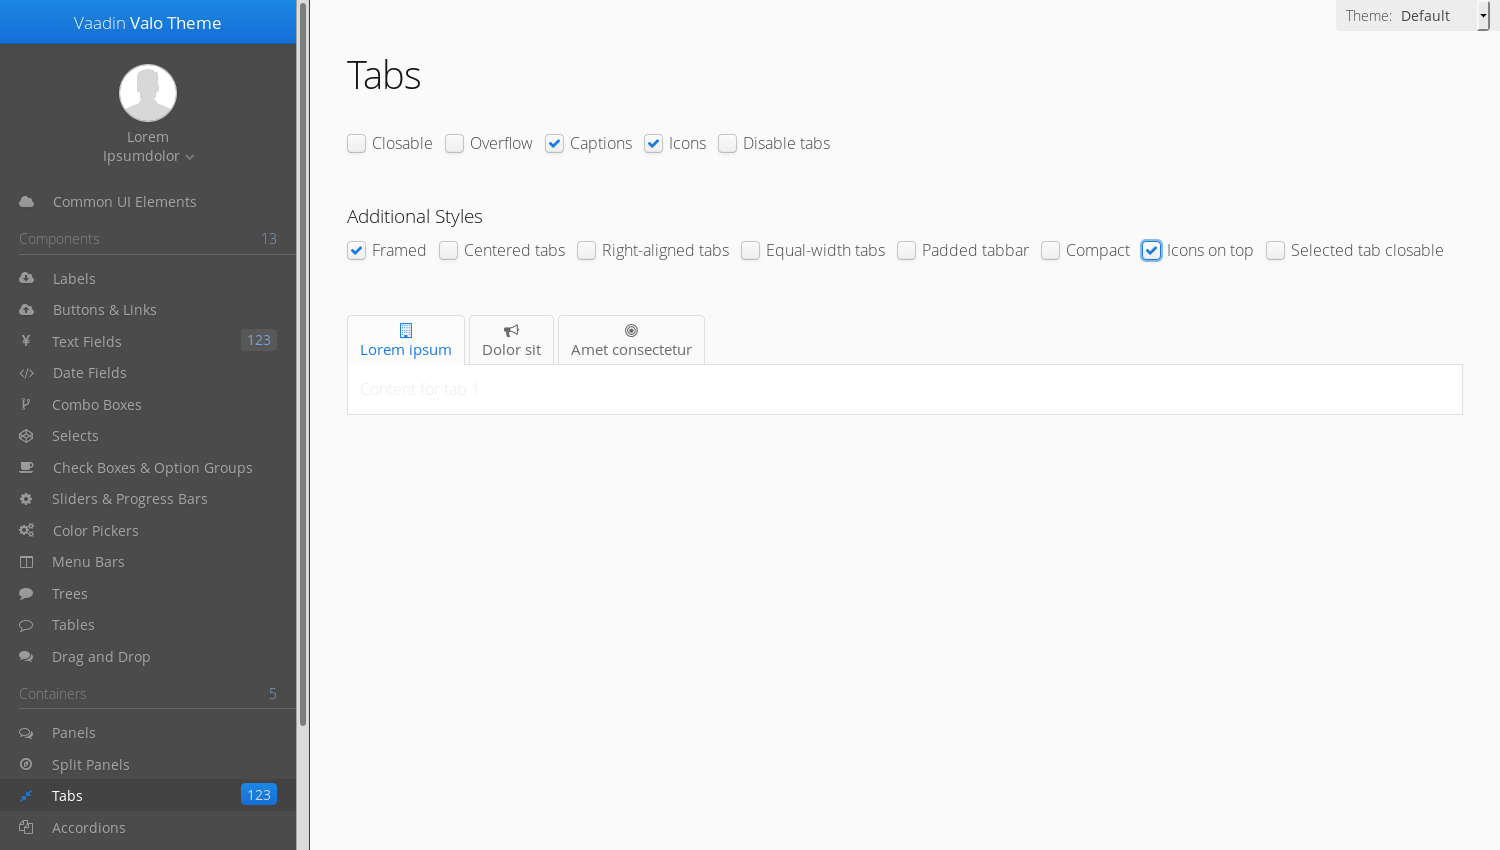 Vaadin Valo Theme
Lorem
Ipsumdolor
Common UI Elements
Components 13
Labels
Buttons & Links
Text Fields 123
Date Fields
Combo Boxes
Selects
Check Boxes & Option Groups
Sliders & Progress Bars
Color Pickers
Menu Bars
Trees
Tables
Drag and Drop
Containers 5
Panels
Split Panels
Tabs 123
Accordions
Theme: Default
Tabs
Closable Overflow Captions Icons Disable tabs
Additional Styles
Framed Centered tabs Right-aligned tabs Equal-width tabs Padded tabbar Compact Icons on top Selected tab closable
Lorem ipsum Dolor sit Amet consectetur
Content for tab 1